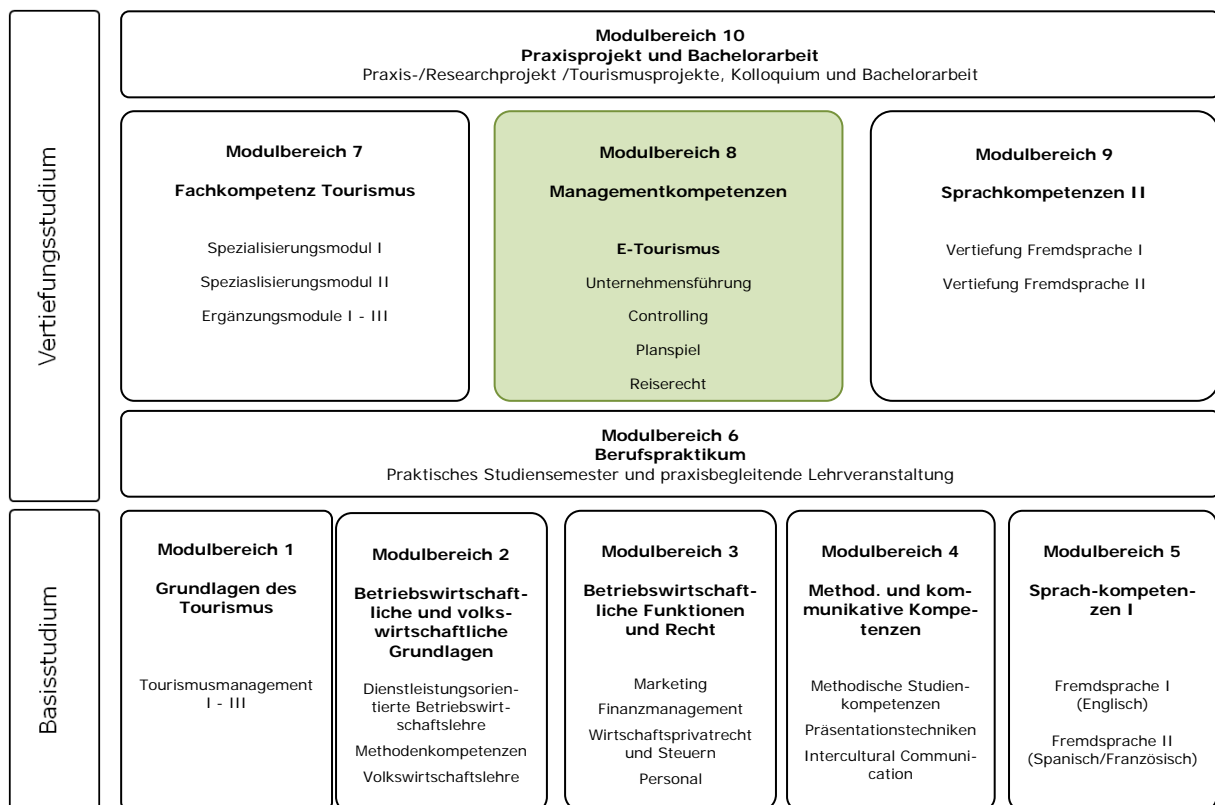 Modulbereich 10
Praxisprojekt und Bachelorarbeit
Praxis-/Researchprojekt /Tourismusprojekte, Kolloquium und Bachelorarbeit
Vertiefungsstudium
Modulbereich 7
Fachkompetenz Tourismus
Spezialisierungsmodul I
Speziaslisierungsmodul II
Ergänzungsmodule I - III
Modulbereich 8
Managementkompetenzen
E-Tourismus
Unternehmensführung
Controlling
Planspiel
Reiserecht
Modulbereich 9
Sprachkompetenzen II
Vertiefung Fremdsprache I
Vertiefung Fremdsprache II
Modulbereich 6
Berufspraktikum
Praktisches Studiensemester und praxisbegleitende Lehrveranstaltung
Basisstudium
Modulbereich 1
Grundlagen des
Tourismus
Tourismusmanagement
I - III
Modulbereich 2
Betriebswirtschaft-
liche und volks-
wirtschaftliche
Grundlagen
Dienstleistungsorien-
tierte Betriebswirt-
schaftslehre
Methodenkompetenzen
Volkswirtschaftslehre
Modulbereich 3
Betriebswirtschaft-
liche Funktionen
und Recht
Marketing
Finanzmanagement
Wirtschaftsprivatrecht
und Steuern
Personal
Modulbereich 4
Method. und kom-
munikative Kompe-
tenzen
Methodische Studien-
kompetenzen
Präsentationstechniken
Intercultural Communi-
cation
Modulbereich 5
Sprach-kompeten-
zen I
Fremdsprache I
(Englisch)
Fremdsprache II
(Spanisch/Französisch)